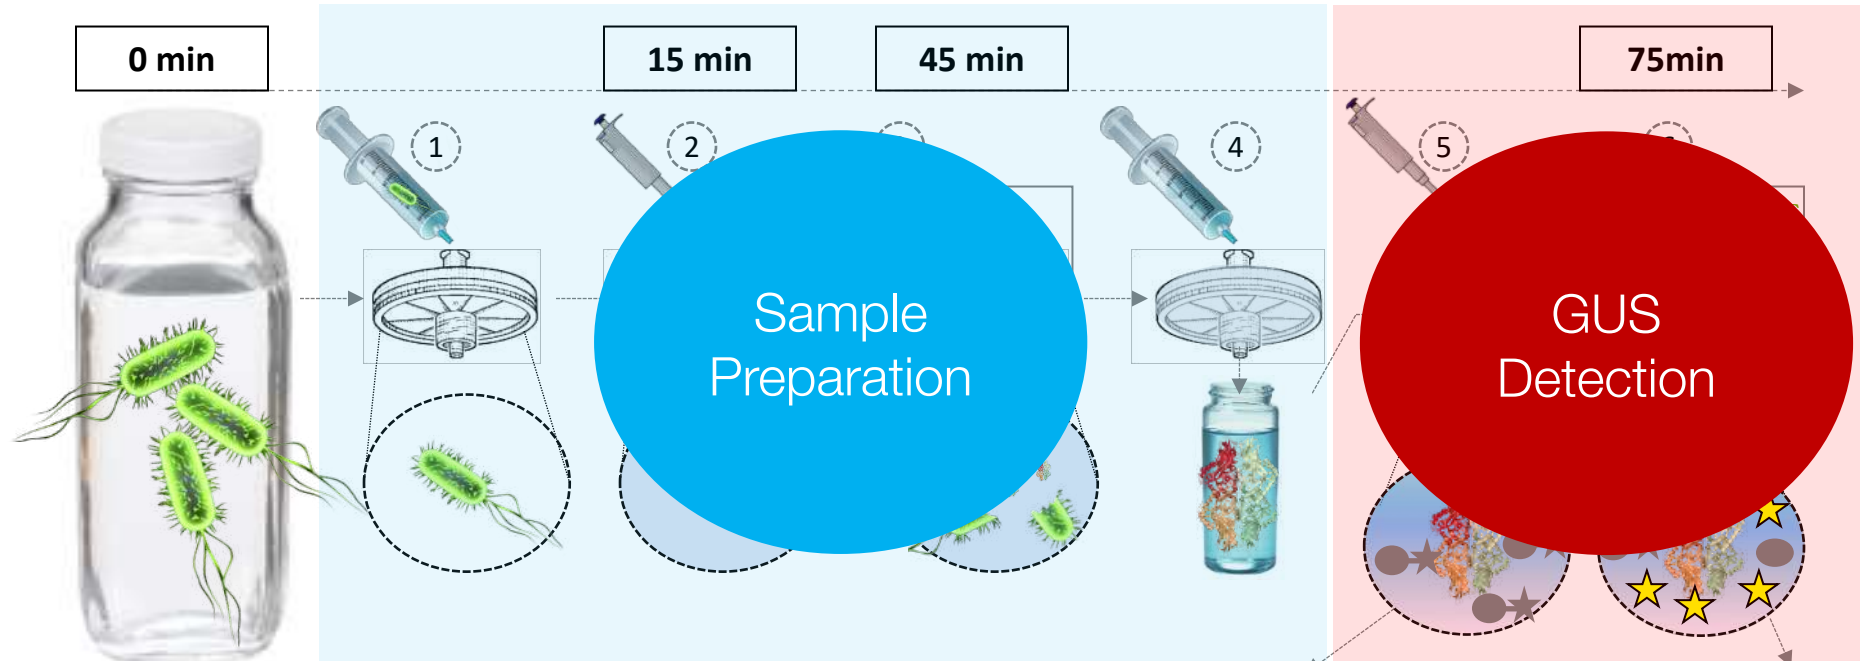 0 min
15 min
45 min
75min
1
2
4
5
Sample
Preparation
GUS
Detection